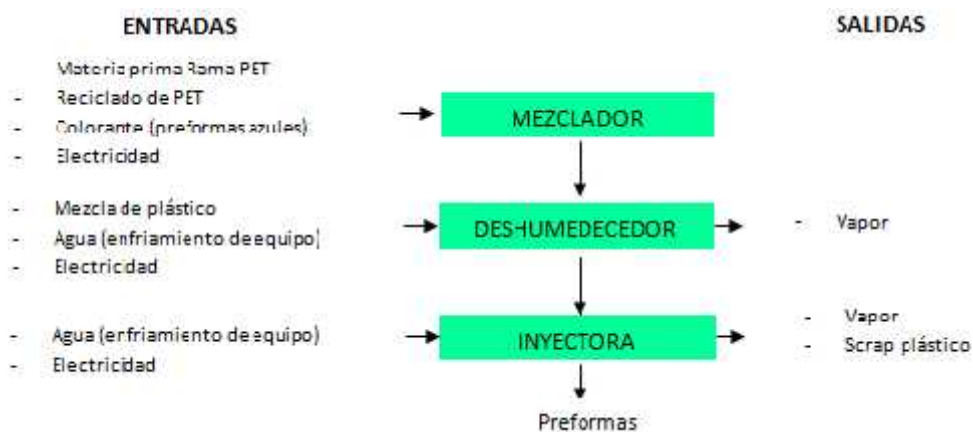 ENTRADAS
SALIDAS
Materia prima Rama PET
- Reciclado de PET
- Colorante (preformas azules)
- Electricidad
MEZCLADOR
- Mezcla de plástico
- Agua (enfriamiento de equipo)
- Electricidad
DESHUMEDECEDOR
- Vapor
- Agua (enfriamiento de equipo)
- Electricidad
INYECTORA
- Vapor
- Scrap plástico
Preformas